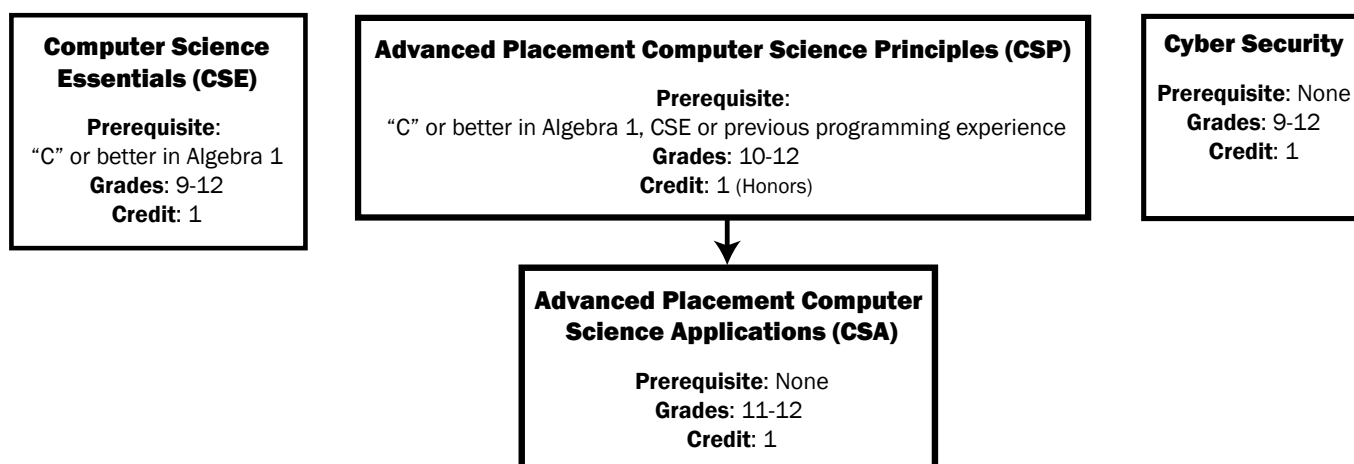 Computer Science
Essentials (CSE)
Prerequisite:
“C” or better in Algebra 1
Grades: 9-12
Credit: 1
Advanced Placement Computer Science Principles (CSP)
Prerequisite:
“C” or better in Algebra 1, CSE or previous programming experience
Grades: 10-12
Credit: 1 (Honors)
Cyber Security
Prerequisite: None
Grades: 9-12
Credit: 1
Advanced Placement Computer
Science Applications (CSA)
Prerequisite: None
Grades: 11-12
Credit: 1